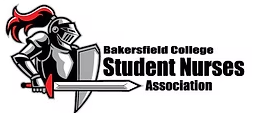 Bakersfield College
Student Nurses
Association